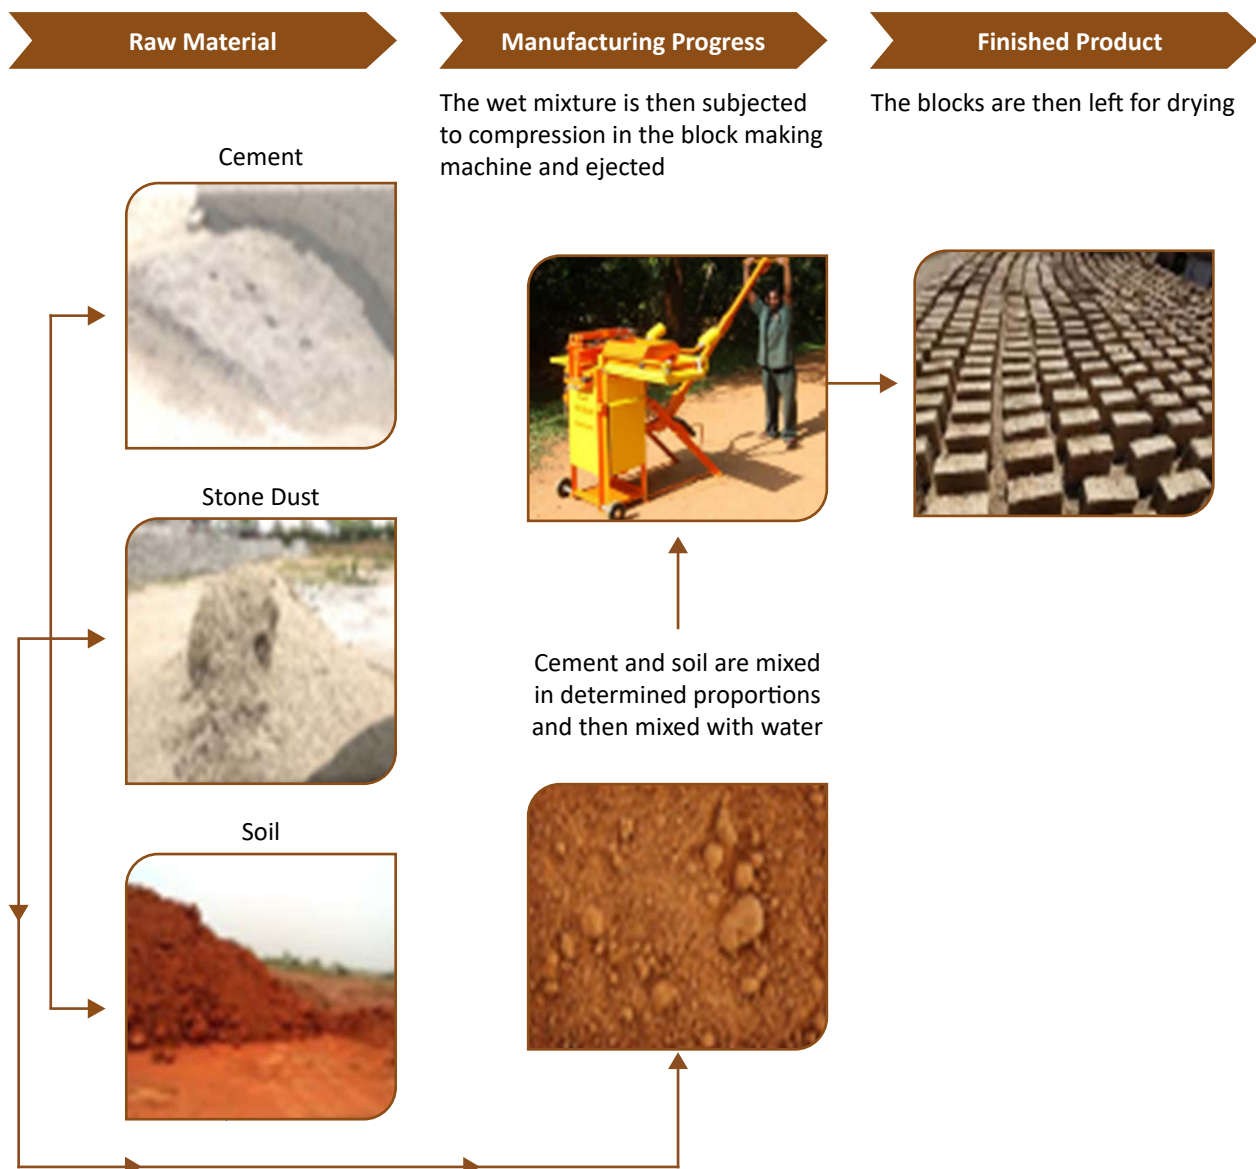 Raw Material
Manufacturing Progress
Finished Product
The wet mixture is then subjected
to compression in the block making
machine and ejected
The blocks are then left for drying
Cement
Stone Dust
Cement and soil are mixed
in determined proportions
and then mixed with water
Soil